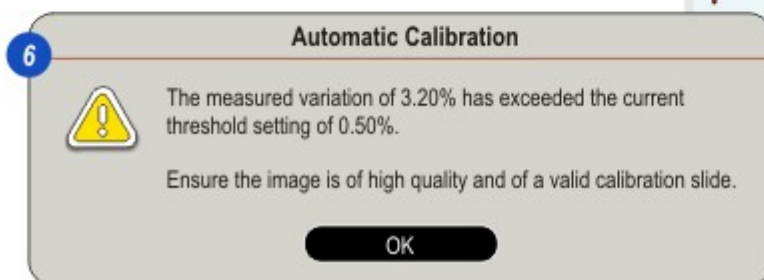 6
Automatic Calibration
The measured variation of 3.20% has exceeded the current
threshold setting of 0.50%.
Ensure the image is of high quality and of a valid calibration slide.
OK